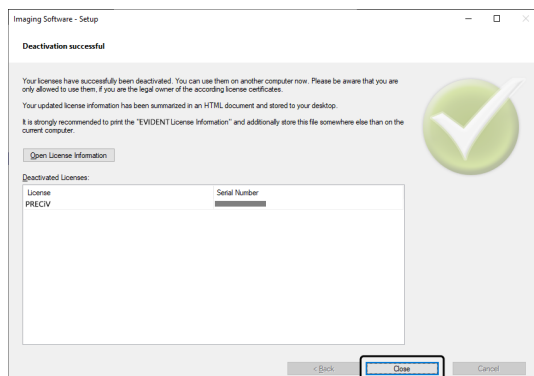 Imaging Software - Setup
Deactivation successful
Your licenses have successfully been deactivated. You can use them on another computer now. Please be aware that you are
only allowed to use them, if you are the legal owner of the according license certificates.
Your updated license information has been summarized in an HTML document and stored to your desktop.
It is strongly recommended to print the "EVIDENT License Information" and additionally store this file somewhere else than on the
current computer.
Open License Information
Deactivated Licenses:
License Serial Number
PRECiV
< Back Close Cancel